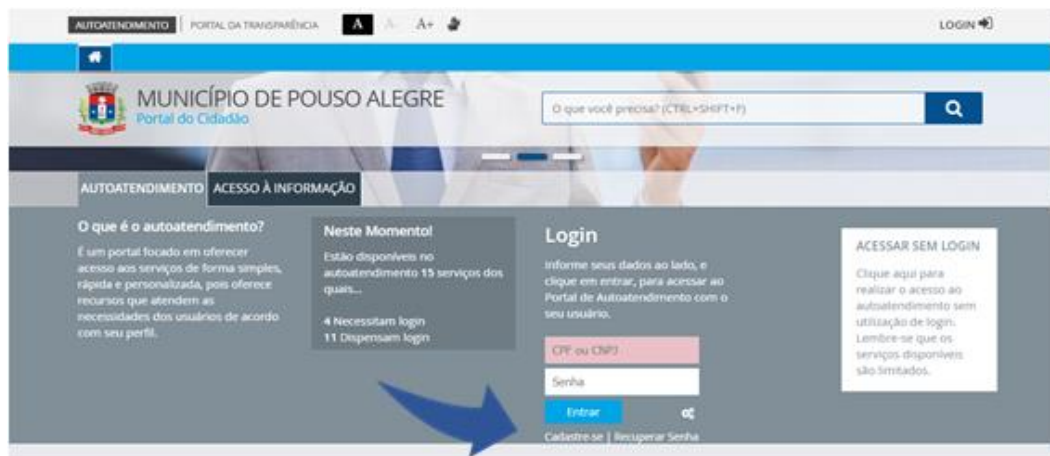 AUTOATENDIMENTO | PORTAL DA TRANSPARÊNCIA A A- A+
LOGIN
MUNICÍPIO DE POUSO ALEGRE
Portal do Cidadão
O que você precisa? (CTRL+SHIFT+F)
AUTOATENDIMENTO ACESSO À INFORMAÇÃO
O que é o autoatendimento?
É um portal focado em oferecer
acesso aos serviços de forma simples,
rápida e personalizada, pois oferece
recursos que atendem as
necessidades dos usuários de acordo
com seu perfil.
Neste Momento!
Estão disponíveis no
autoatendimento 15 serviços dos
quais...
4 Necessitam login
11 Dispensam login
Login
Informe seus dados ao lado, e
clique em entrar, para acessar ao
Portal de Autoatendimento com o
seu usuário.
CPF ou CNPJ
Senha
Entrar
Cadastre-se | Recuperar Senha
ACESSAR SEM LOGIN
Clique aqui para
realizar o acesso ao
autoatendimento sem
utilização de login.
Lembre-se que os
serviços disponíveis
são limitados.